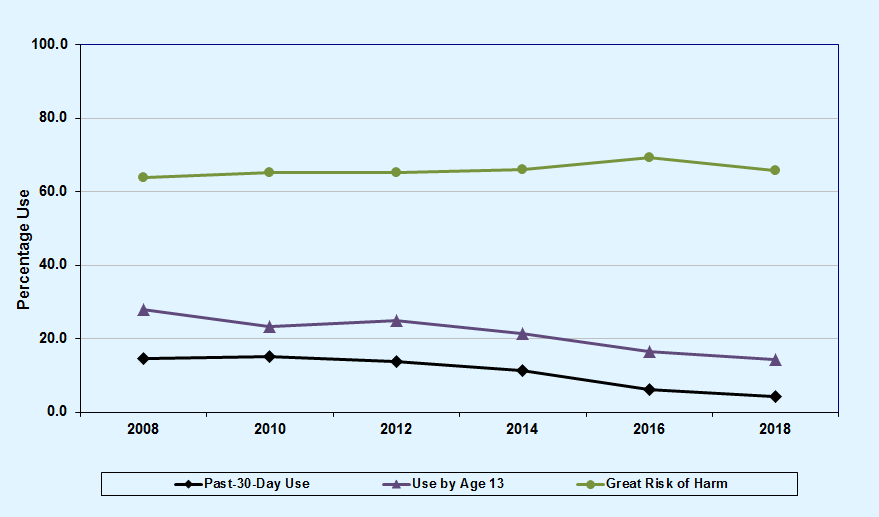 100.0
80.0
60.0
40.0
20.0
0.0
Percentage Use
2008 2010 2012 2014 2016 2018
Past-30-Day Use Use by Age 13 Great Risk of Harm